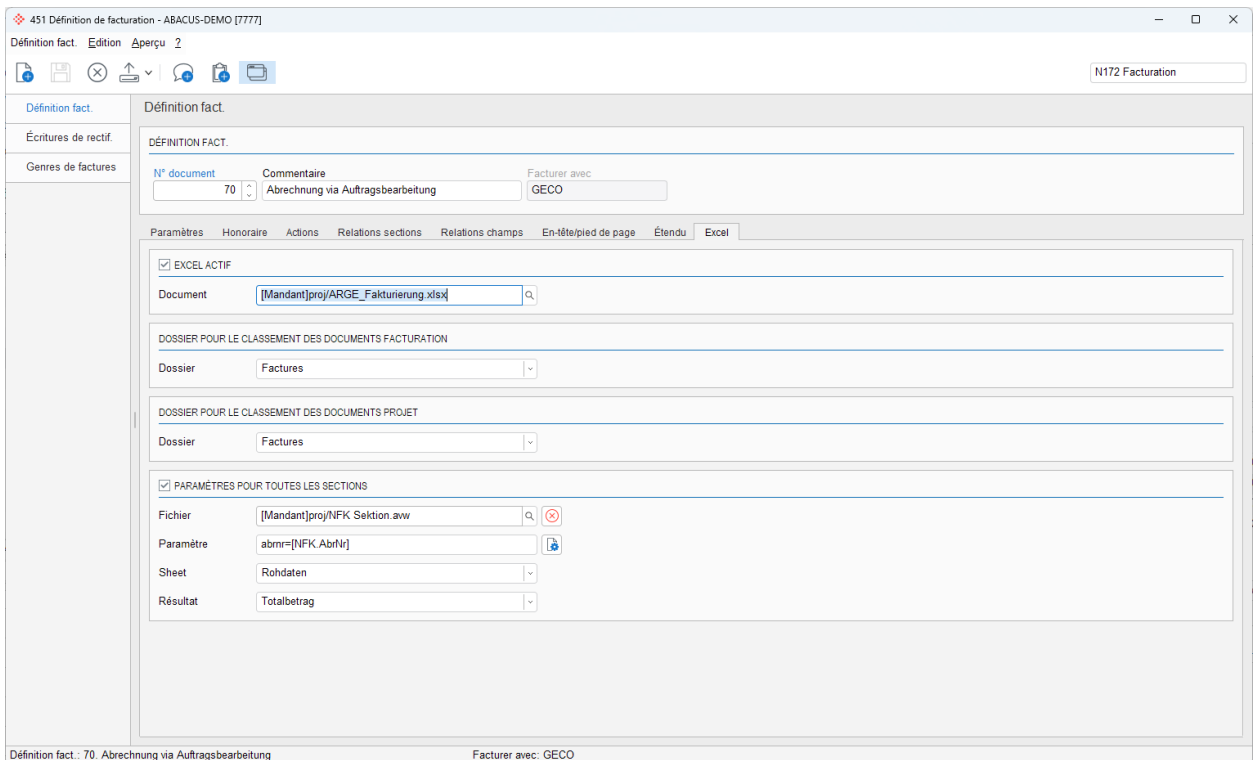 451 Définition de facturation - ABACUS-DEMO [7777]
Définition fact. Edition Aperçu ?
N172 Facturation
Définition fact.
Écritures de rectif.
Genres de factures
Définition fact.
DÉFINITION FACT.
N° document Commentaire Facturer avec
70 Abrechnung via Auftragsbearbeitung GECO
Paramètres Honoraire Actions Relations sections Relations champs En-tête/pied de page Étendu Excel
EXCEL ACTIF
Document [Mandant]proj/ARGE_Fakturierung.xlsx
DOSSIER POUR LE CLASSEMENT DES DOCUMENTS FACTURATION
Dossier Factures
DOSSIER POUR LE CLASSEMENT DES DOCUMENTS PROJET
Dossier Factures
PARAMÈTRES POUR TOUTES LES SECTIONS
Fichier [Mandant]proj/NFK Sektion.avw
Paramètre abrnr=[NFK.AbrNr]
Sheet Rohdaten
Résultat Totalbetrag
Définition fact.: 70. Abrechnung via Auftragsbearbeitung Facturer avec: GECO